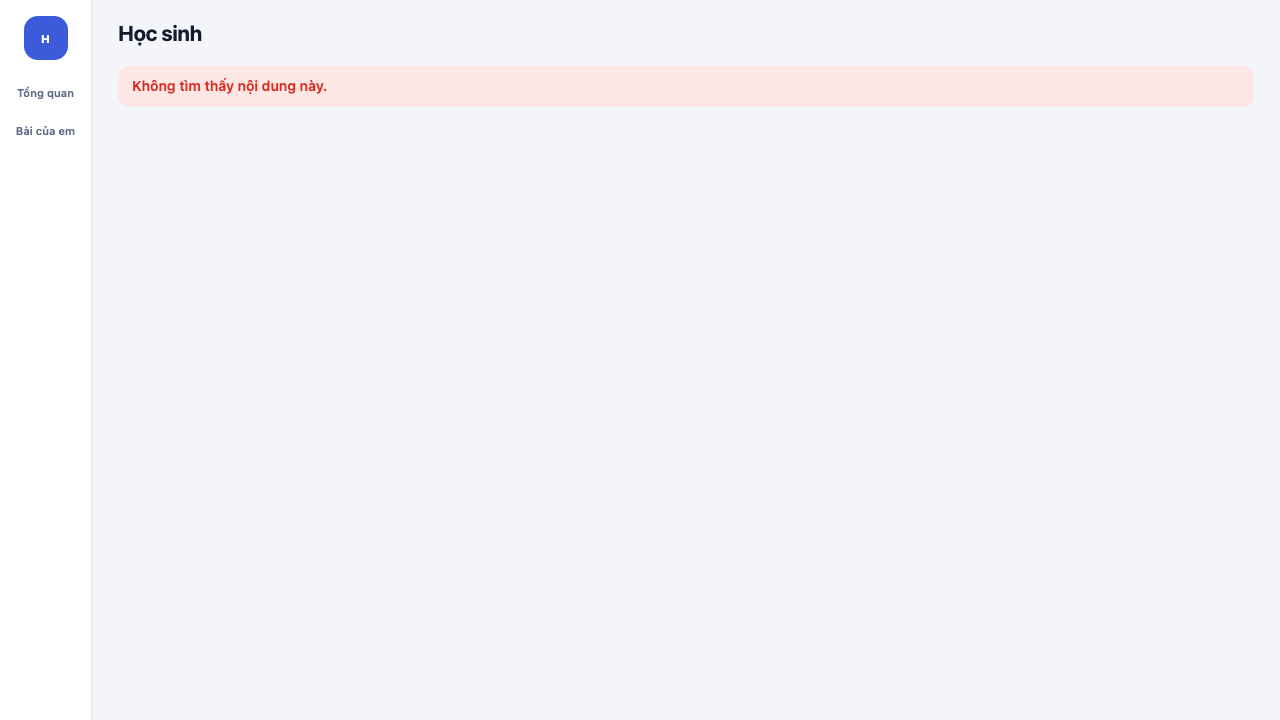 H
Tổng quan
Bài của em
Học sinh
Không tìm thấy nội dung này.